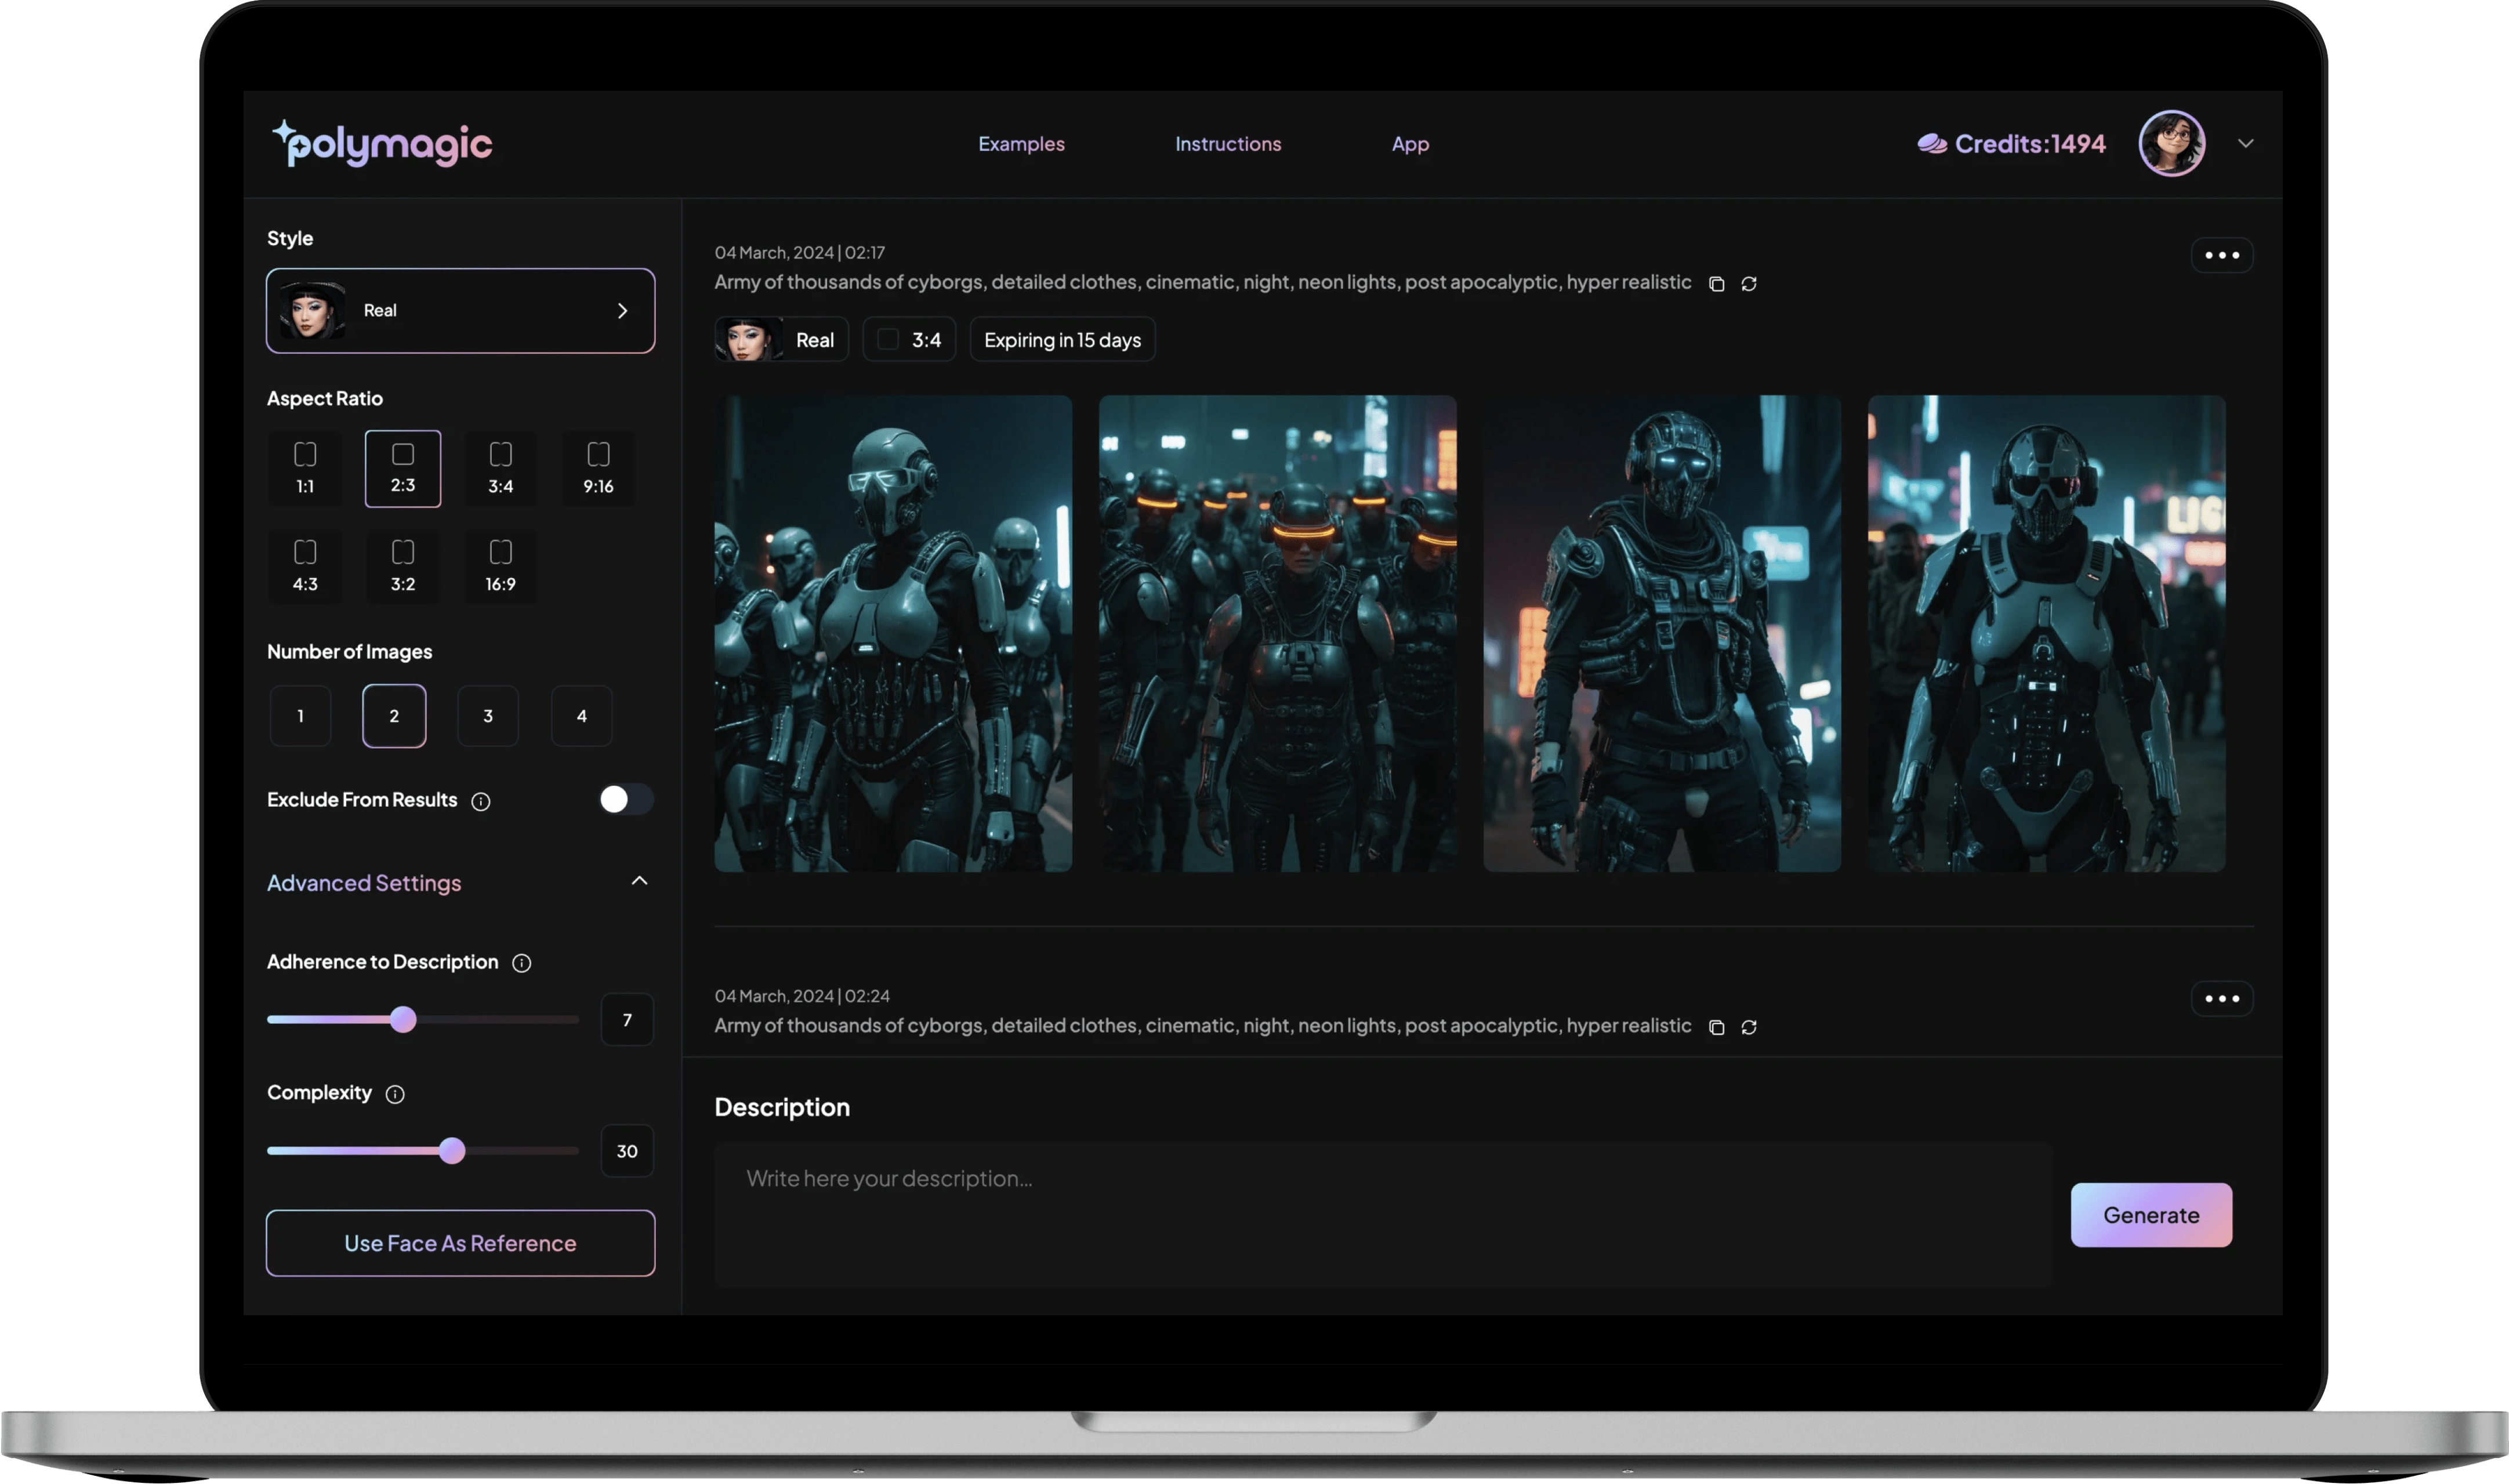 polymagic
Examples
Instructions
App
Credits:1494
Style
Real
Aspect Ratio
1:1
2:3
3:4
9:16
4:3
3:2
16:9
Number of Images
1
2
3
4
Exclude From Results
Advanced Settings
Adherence to Description
7
Complexity
30
Use Face As Reference
04 March, 2024 | 02:17
Army of thousands of cyborgs, detailed clothes, cinematic, night, neon lights, post apocalyptic, hyper realistic
Real
3:4
Expiring in 15 days
04 March, 2024 | 02:24
Army of thousands of cyborgs, detailed clothes, cinematic, night, neon lights, post apocalyptic, hyper realistic
Description
Write here your description...
Generate